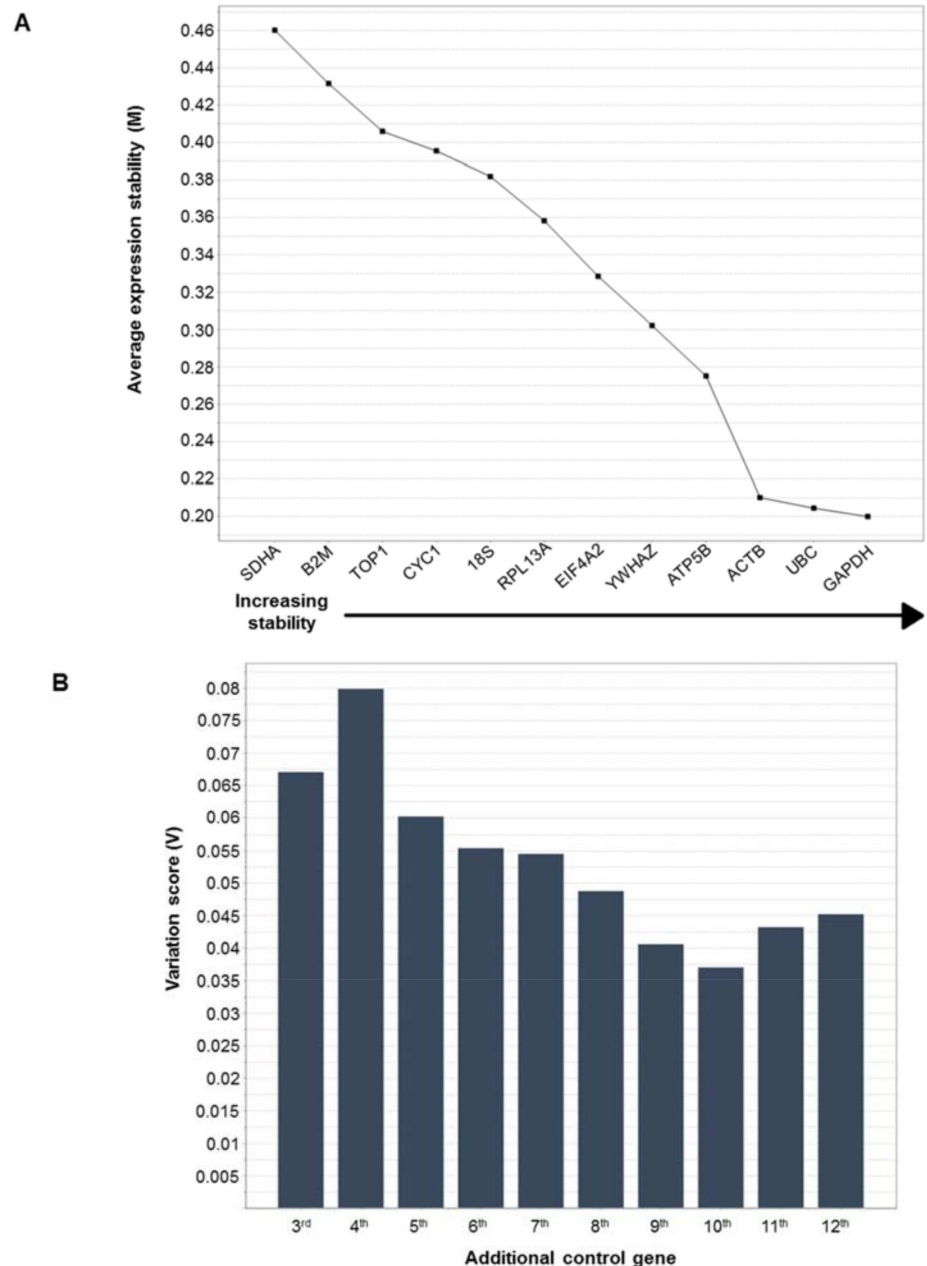 A
Average expression stability (M)
0.46
0.44
0.42
0.40
0.38
0.36
0.34
0.32
0.30
0.28
0.26
0.24
0.22
0.20
SDHA
B2M
TOP1
CYC1
18S
RPL13A
EIF4A2
YWHAZ
ATP5B
ACTB
UBC
GAPDH
Increasing
stability
B
Variation score (V)
0.08
0.075
0.07
0.065
0.06
0.055
0.05
0.045
0.04
0.035
0.03
0.025
0.02
0.015
0.01
0.005
3rd 4th 5th 6th 7th 8th 9th 10th 11th 12th
Additional control gene